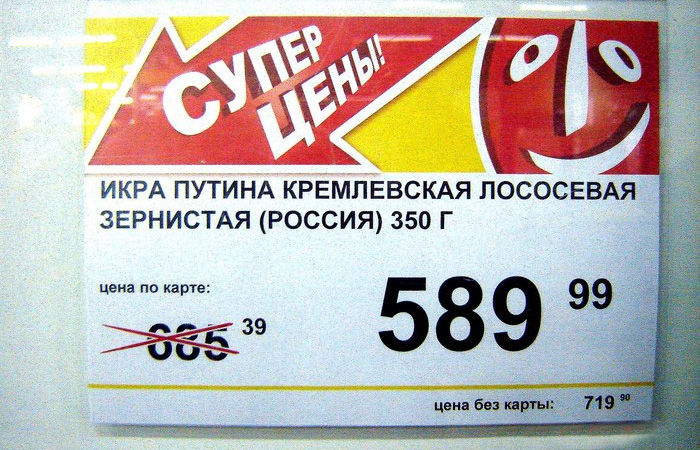 СУПЕР
ЦЕНЫ!
ИКРА ПУТИНА КРЕМЛЕВСКАЯ ЛОСОСЕВАЯ
ЗЕРНИСТАЯ (РОССИЯ) 350 Г
цена по карте:
685 39
589 99
цена без карты: 719 90